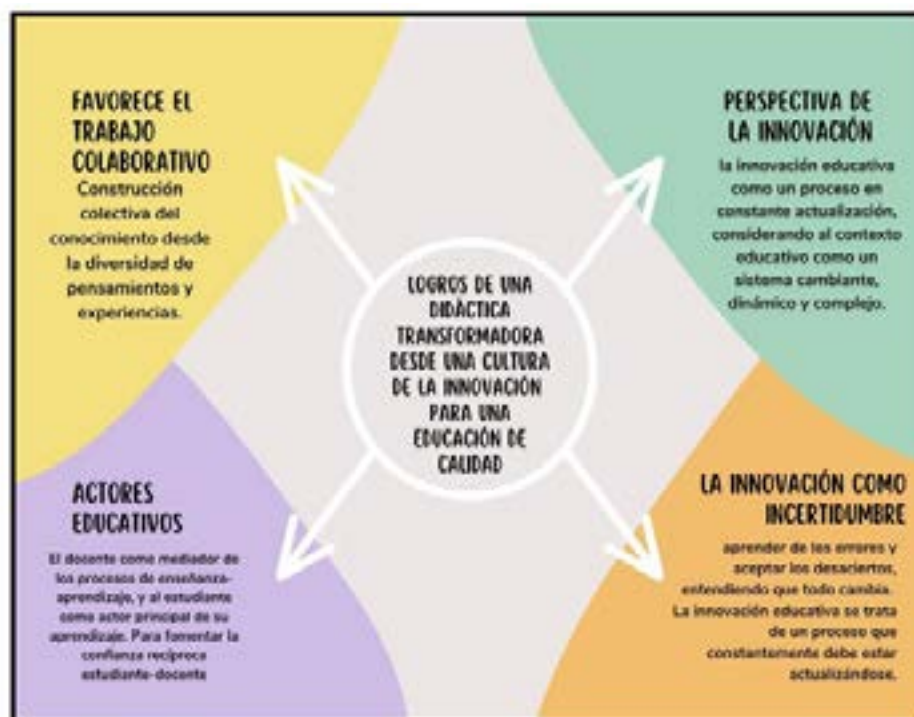 FAVORECE EL
TRABAJO
COLABORATIVO
Construcción
colectiva del
conocimiento desde
la diversidad de
pensamientos y
experiencias.
PERSPECTIVA DE
LA INNOVACIÓN
la innovación educativa
como un proceso en
constante actualización,
considerando al contexto
educativo como un
sistema cambiante,
dinámico y complejo.
LOGROS DE UNA
DIDÀCTICA
TRANSFORMADORA
DESDE UNA CULTURA
DE LA INNOVACIÓN
PARA UNA
EDUCACIÓN DE
CALIDAD
ACTORES
EDUCATIVOS
El docente como mediador de
los procesos de enseñanza-
aprendizaje, y al estudiante
como actor principal de su
aprendizaje. Para fomentar la
confianza recíproca
estudiante-docente
LA INNOVACIÓN COMO
INCERTIDUMBRE
aprender de los errores y
aceptar los desaciertos,
entendiendo que todo cambia.
La innovación educativa se trata
de un proceso que
constantemente debe estar
actualizándose.